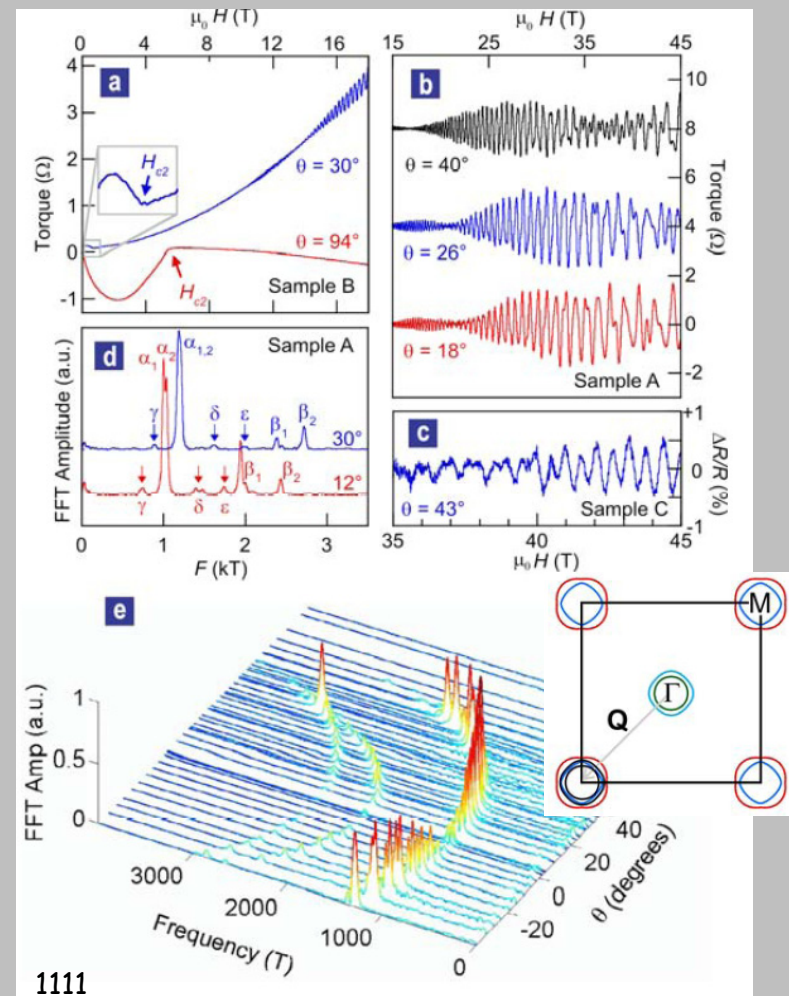 μ₀ H (T)
0 4 8 12 16
a
4
3
2
1
0
-1
Torque (Ω)
H_c2
θ = 30°
θ = 94°
H_c2
Sample B
μ₀ H (T)
15 25 35 45
b
10
8
6
4
2
0
-2
Torque (Ω)
θ = 40°
θ = 26°
θ = 18°
Sample A
d
Sample A
FFT Amplitude (a.u.)
α₁ α₂ α₁,₂
γ δ ε β₁ β₂
30°
β₁ β₂
12°
γ δ ε
0 1 2 3
F (kT)
c
+1
0
-1
ΔR/R (%)
θ = 43°
Sample C
35 40 45
μ₀ H (T)
e
FFT Amp (a.u.)
1
0.5
0
3000
2000
1000
0
Frequency (T)
40
20
0
-20
θ (degrees)
M
Γ
Q
1111